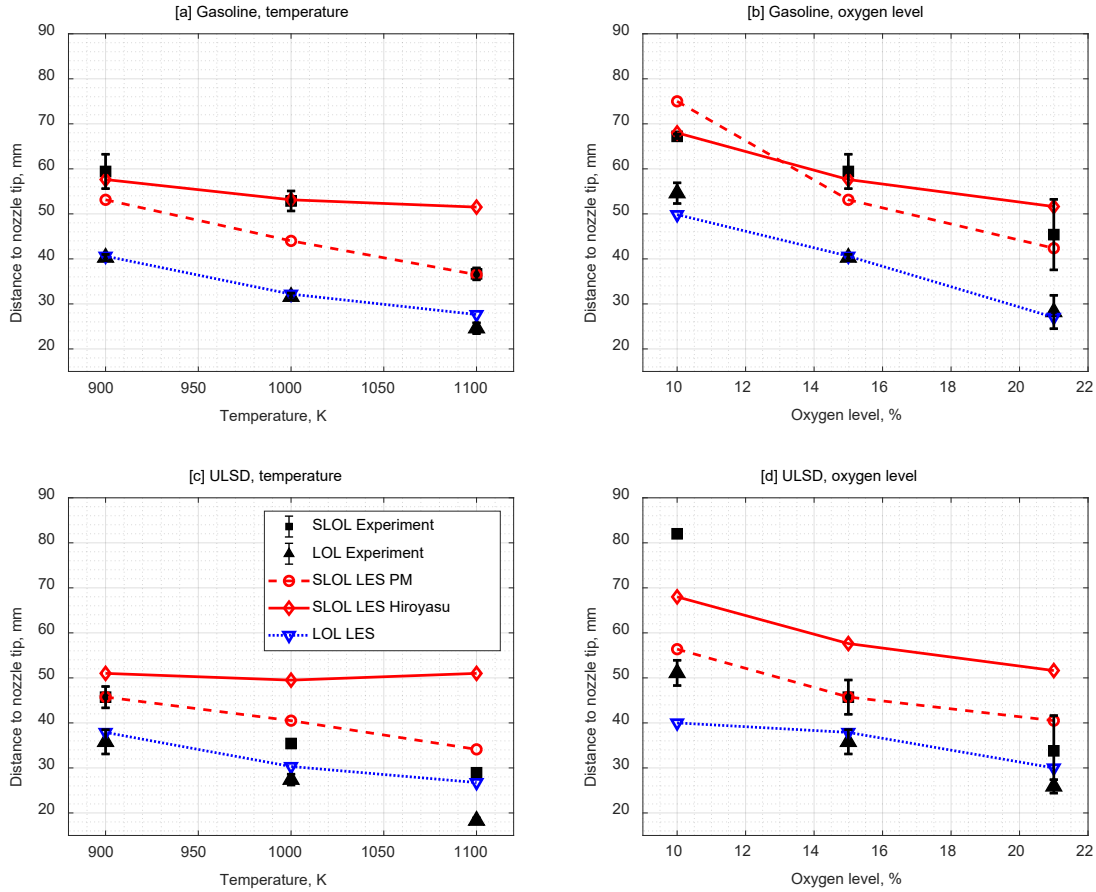 [a] Gasoline, temperature
90
80
70
60
50
40
30
20
900 950 1000 1050 1100
Distance to nozzle tip, mm
Temperature, K
[b] Gasoline, oxygen level
90
80
70
60
50
40
30
20
10 12 14 16 18 20 22
Distance to nozzle tip, mm
Oxygen level, %
[c] ULSD, temperature
90
80
70
60
50
40
30
20
900 950 1000 1050 1100
Distance to nozzle tip, mm
Temperature, K
SLOL Experiment
LOL Experiment
SLOL LES PM
SLOL LES Hiroyasu
LOL LES
[d] ULSD, oxygen level
90
80
70
60
50
40
30
20
10 12 14 16 18 20 22
Distance to nozzle tip, mm
Oxygen level, %